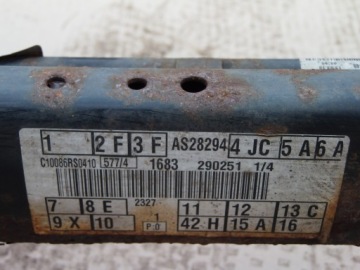 1 2 F 3 F AS28294 4 JC 5 A 6 A
C10086RS0410 577/4 1683 290251 1/4
7 8 E 2327 11 12 13 C
9 X 10 1 P.0 42 H 15 A 16